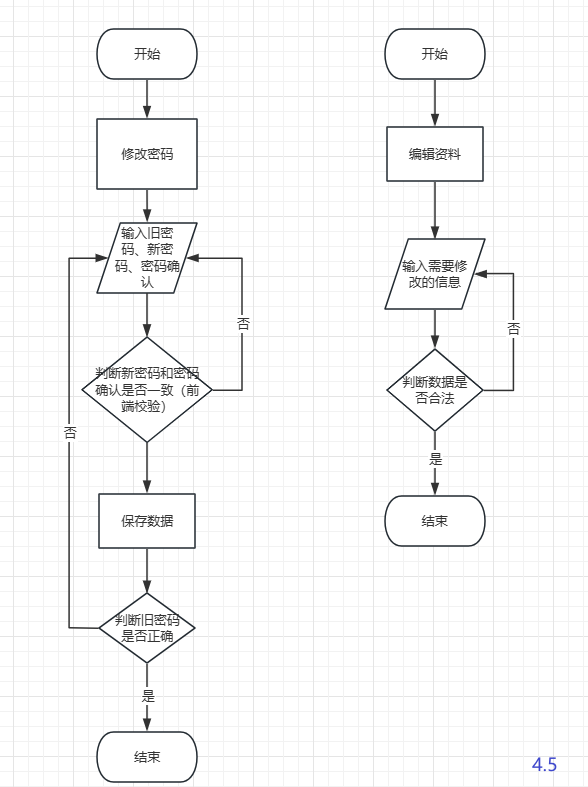 开始
修改密码
输入旧密
码、新密
码、密码确
认
否
判断新密码和密码
确认是否一致（前
端校验）
否
保存数据
判断旧密码
是否正确
是
结束
开始
编辑资料
输入需要修
改的信息
否
判断数据是
否合法
是
结束
4.5